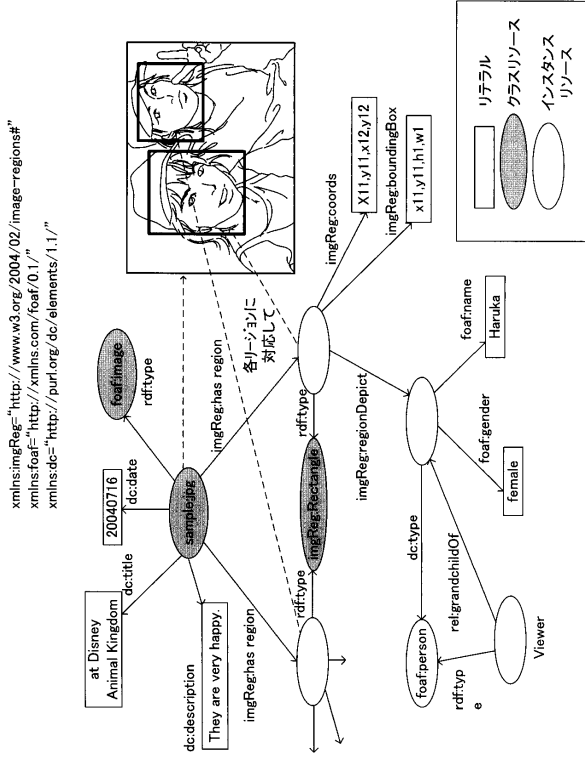 xmlns:imgReg="http://www.w3.org/2004/02/image-regions#"
xmlns:foaf="http://xmlns.com/foaf/0.1/"
xmlns:dc="http://purl.org/dc/elements/1.1/"
at Disney
Animal Kingdom
dc:title
20040716
dc:date
foaf:image
rdf:type
sample.jpg
dc:description
They are very happy.
imgReg:has region
imgReg:has region
各リージョンに
対応して
rdf:type
imgReg:Rectangle
rdf:type
imgReg:coords
X11,y11,x12,y12
imgReg:boundingBox
x11,y11,h1,w1
imgReg:regionDepict
foaf:person
dc:type
rdf:typ
e
rel:grandchildOf
Viewer
foaf:gender
female
foaf:name
Haruka
リテラル
クラスリソース
インスタンス
リソース